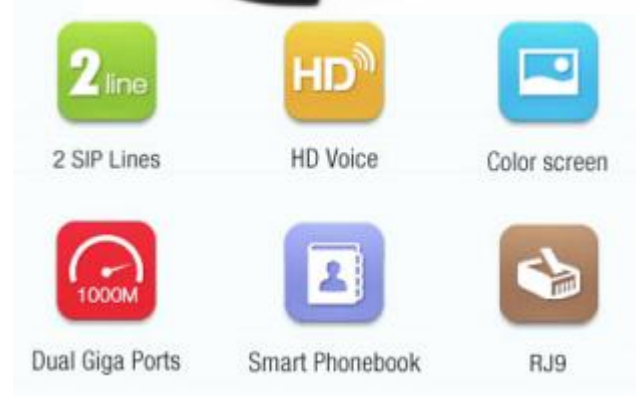 2 line
HD
2 SIP Lines
HD Voice
Color screen
1000M
Dual Giga Ports
Smart Phonebook
RJ9